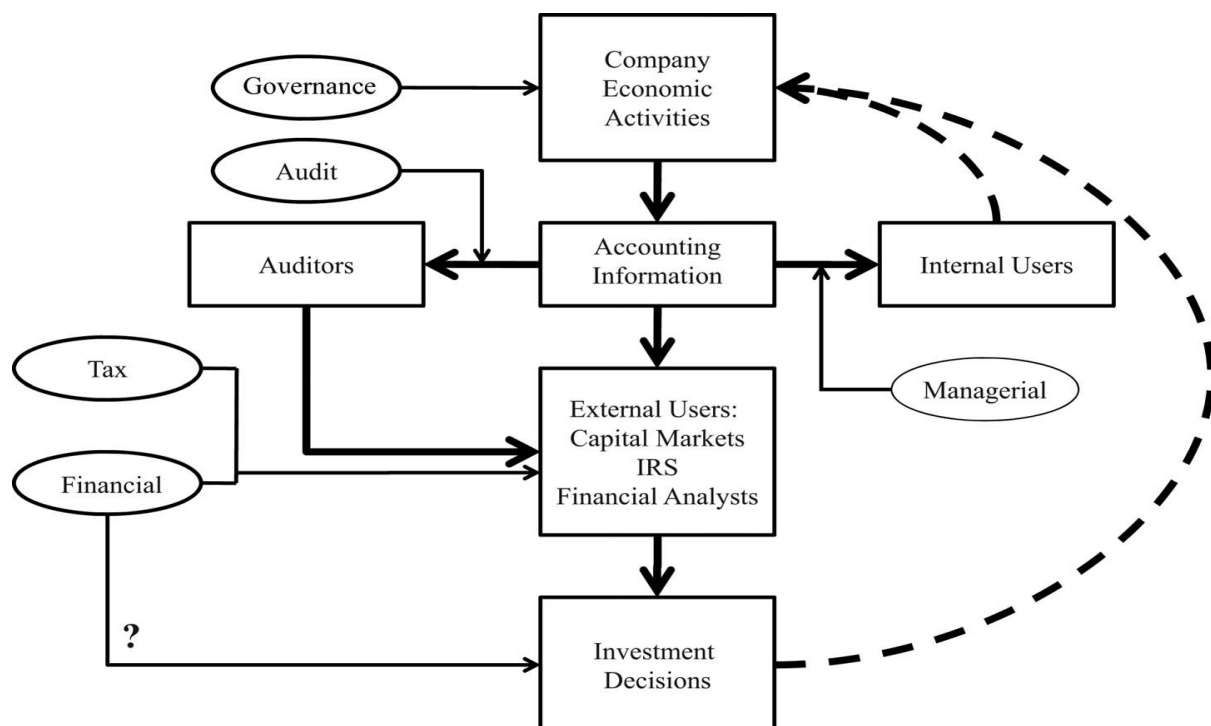 Company
Economic
Activities
Governance
Audit
Auditors
Accounting
Information
Internal Users
Tax
External Users:
Capital Markets
IRS
Financial Analysts
Managerial
Financial
?
Investment
Decisions